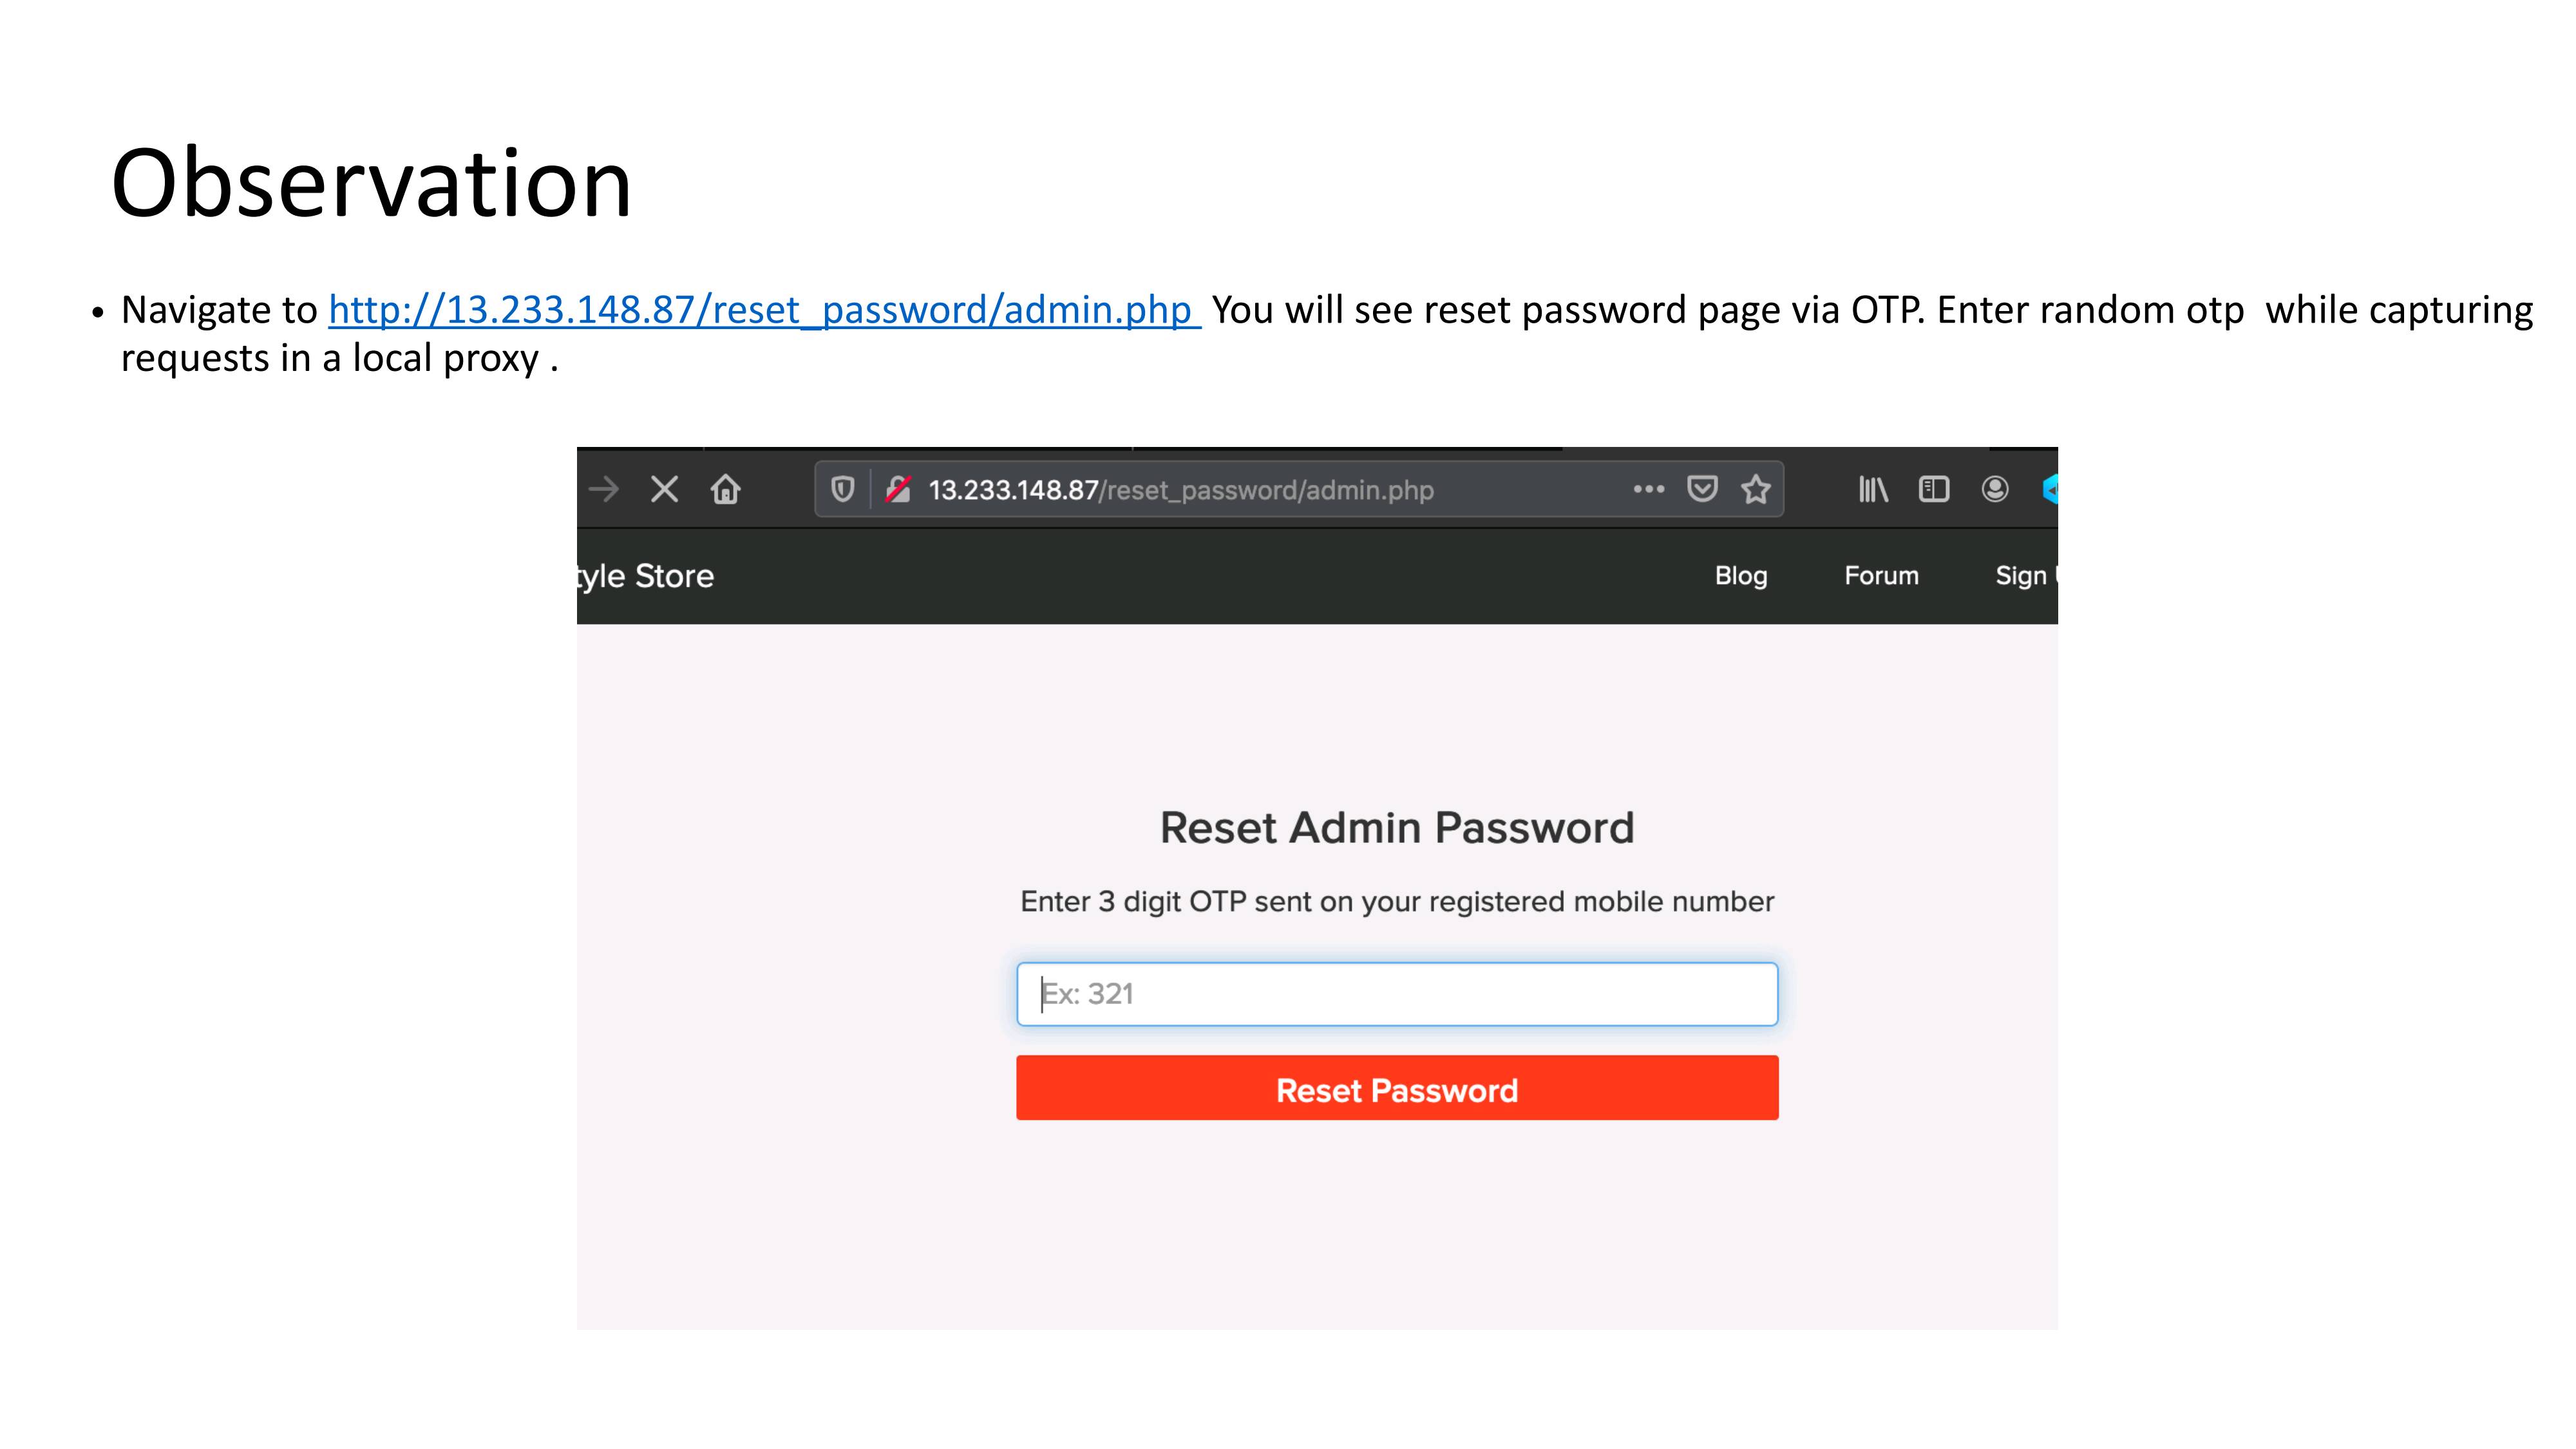 Observation
• Navigate to http://13.233.148.87/reset_password/admin.php  You will see reset password page via OTP. Enter random otp  while capturing
requests in a local proxy .
13.233.148.87/reset_password/admin.php
tyle Store Blog Forum Sign
Reset Admin Password
Enter 3 digit OTP sent on your registered mobile number
Ex: 321
Reset Password